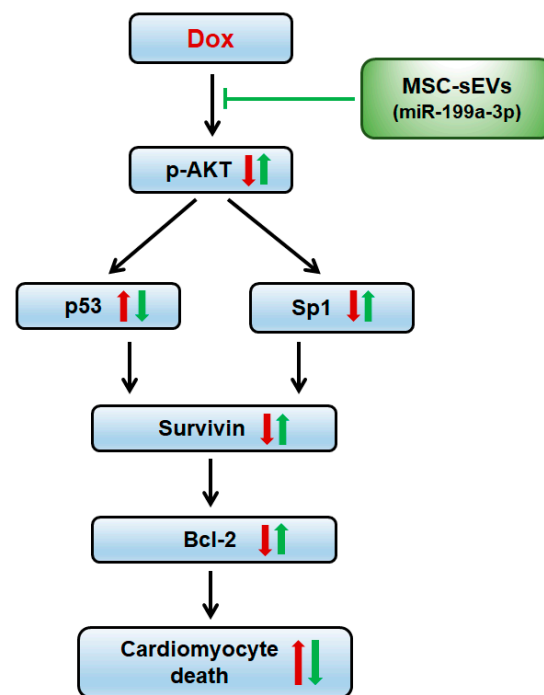 Dox
MSC-sEVs
(miR-199a-3p)
p-AKT
p53
Sp1
Survivin
Bcl-2
Cardiomyocyte
death